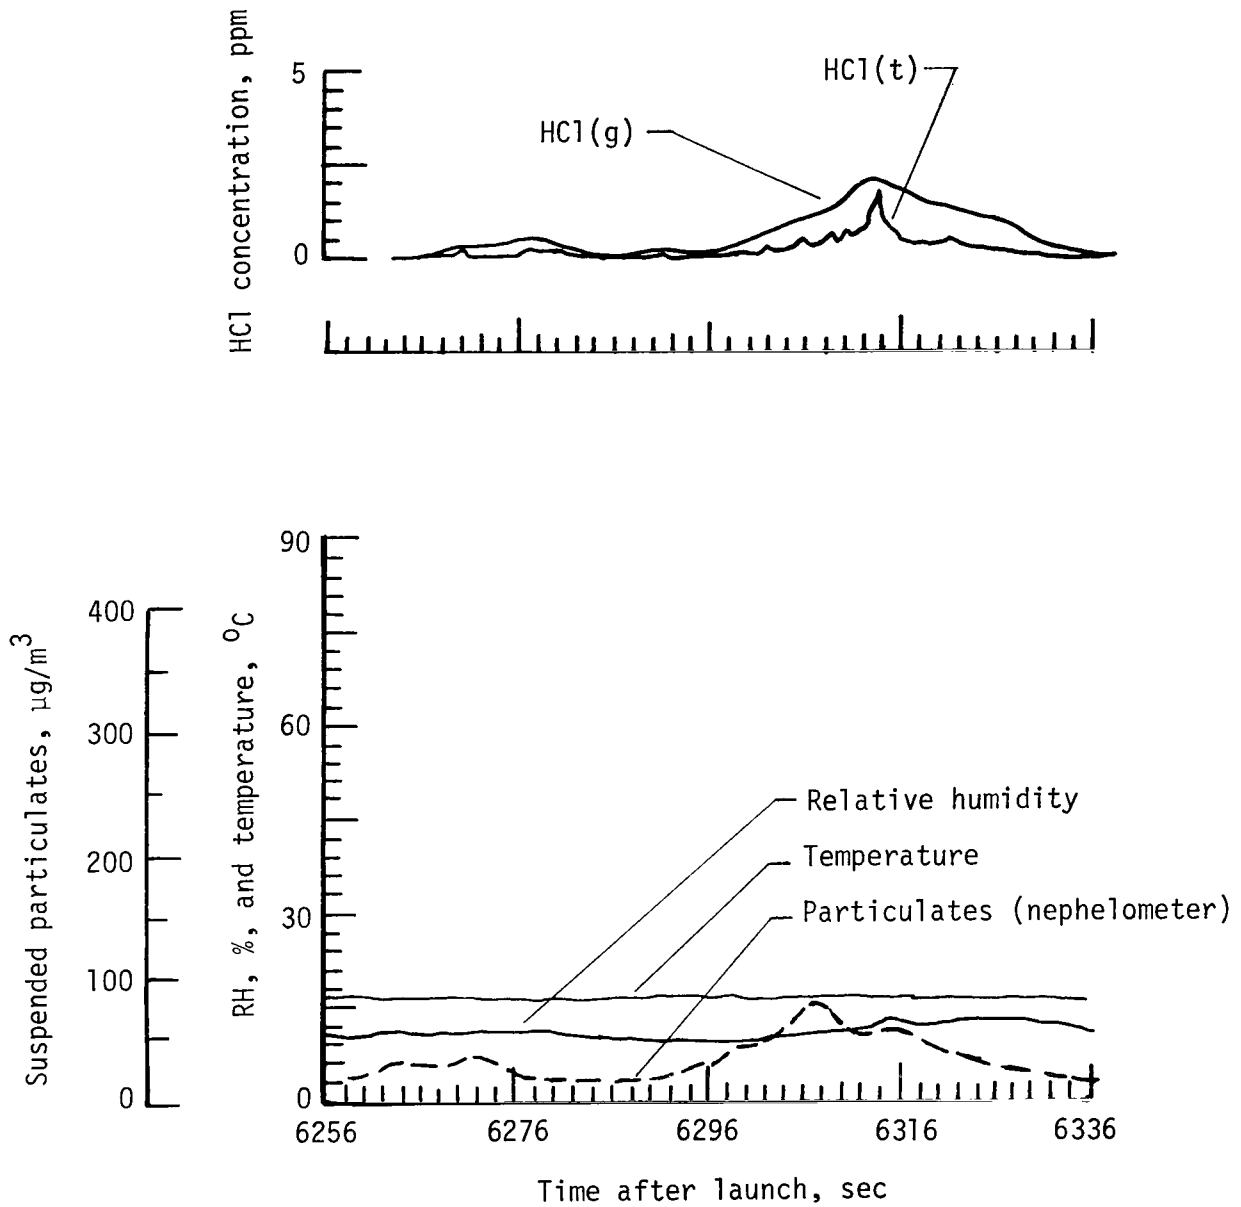 HCl concentration, ppm
5
0
HCl(t)
HCl(g)
Suspended particulates, μg/m3
400
300
200
100
0
RH, %, and temperature, oC
90
60
30
0
Relative humidity
Temperature
Particulates (nephelometer)
6256 6276 6296 6316 6336
Time after launch, sec